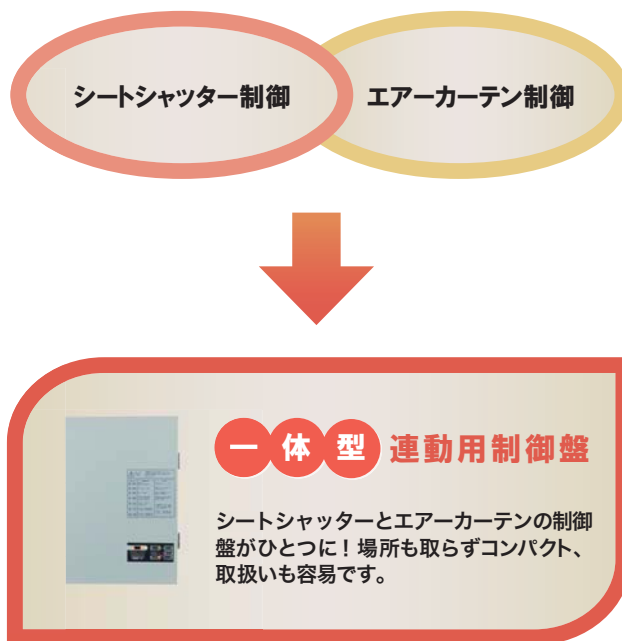 シートシャッター制御
エアーカーテン制御
一体型 連動用制御盤
シートシャッターとエアーカーテンの制御
盤がひとつに！場所も取らずコンパクト、
取扱いも容易です。